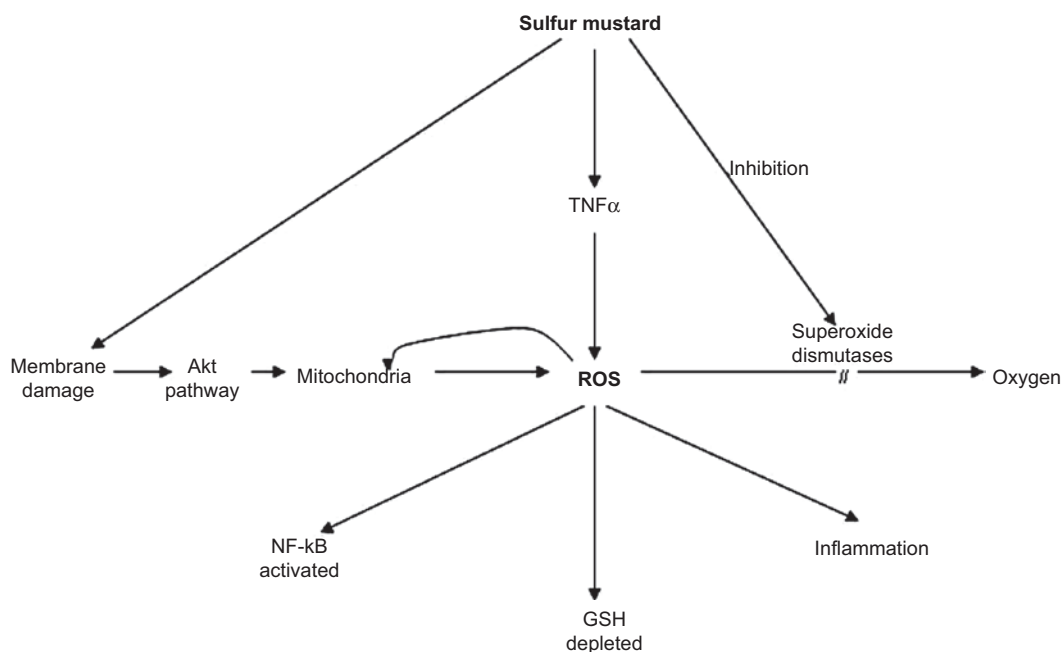 Sulfur mustard
Inhibition
TNFα
Superoxide
dismutases
Membrane
damage
Akt
pathway
Mitochondria
ROS
Oxygen
NF-kB
activated
Inflammation
GSH
depleted